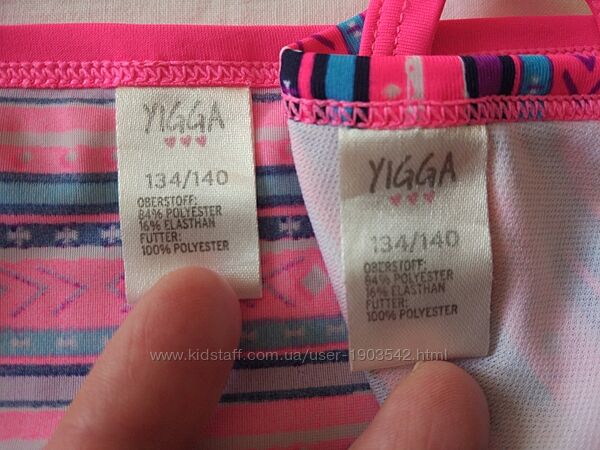 YIGGA
134/140
OBERSTOFF:
84% POLYESTER
16% ELASTHAN
FUTTER:
100% POLYESTER
YIGGA
134/140
OBERSTOFF:
84% POLYESTER
16% ELASTHAN
FUTTER:
100% POLYESTER
www.kidstaff.com.ua/user-1903542.html